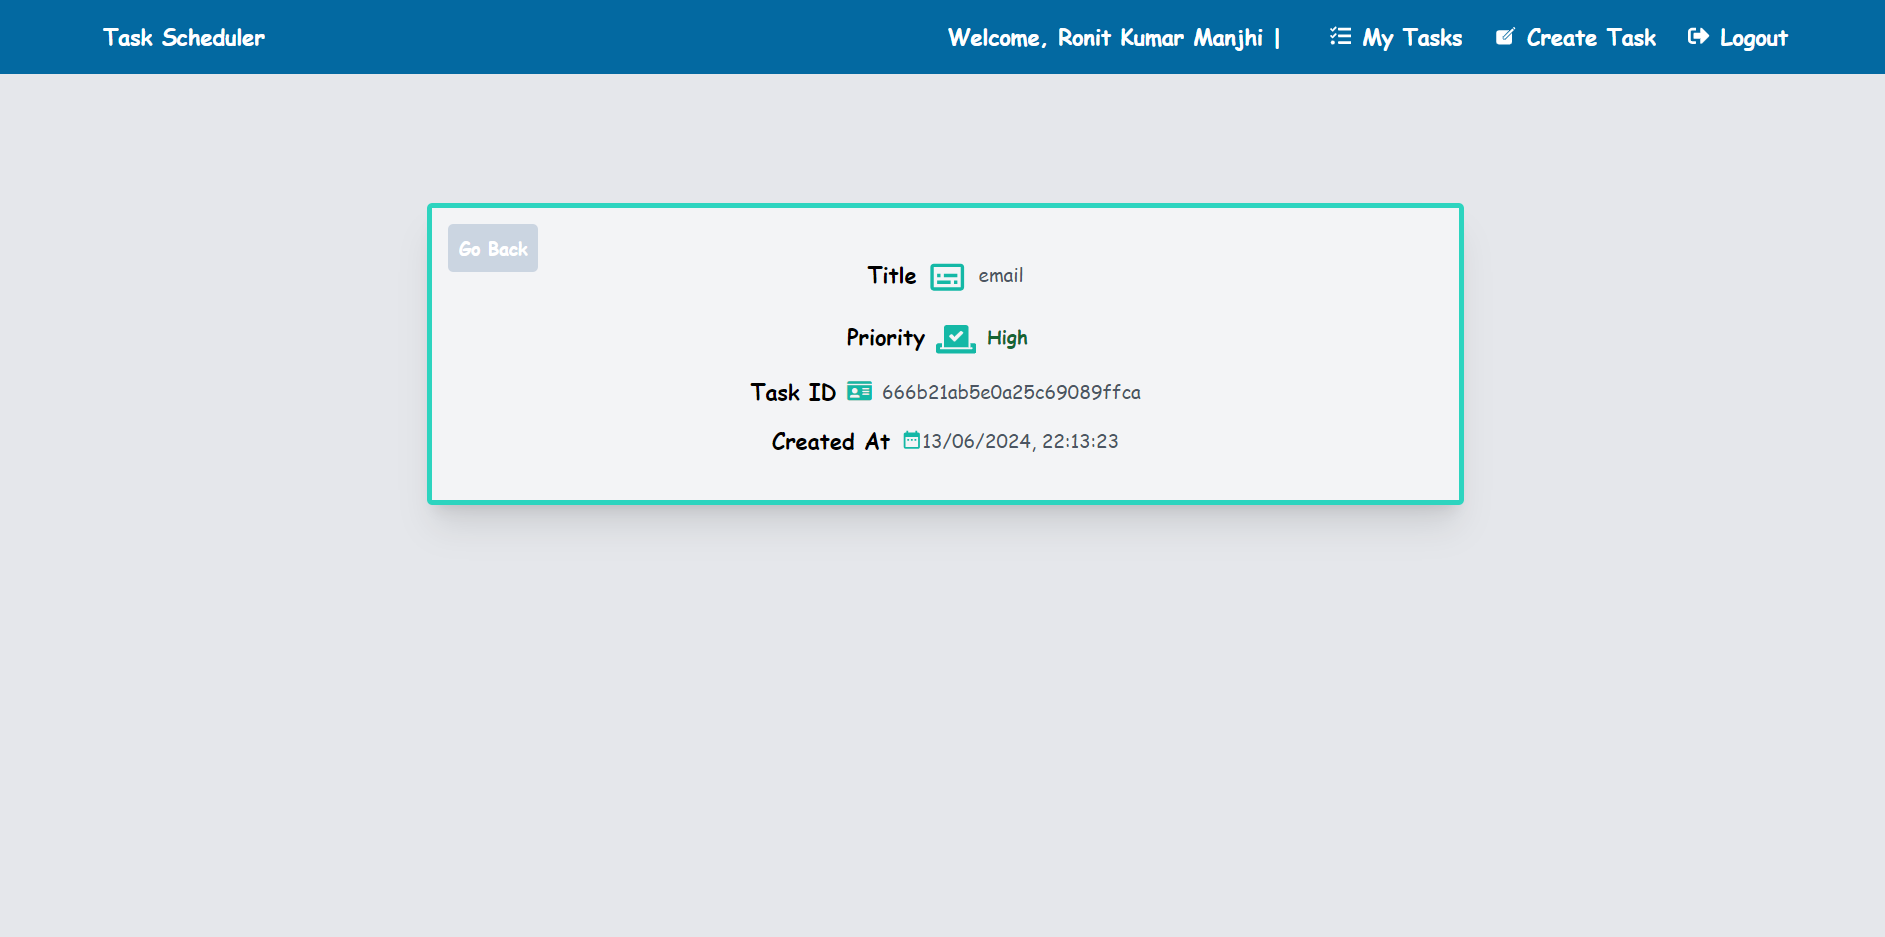 Task Scheduler
Welcome, Ronit Kumar Manjhi | My Tasks Create Task Logout
Go Back
Title email
Priority High
Task ID 666b21ab5e0a25c69089ffca
Created At 13/06/2024, 22:13:23